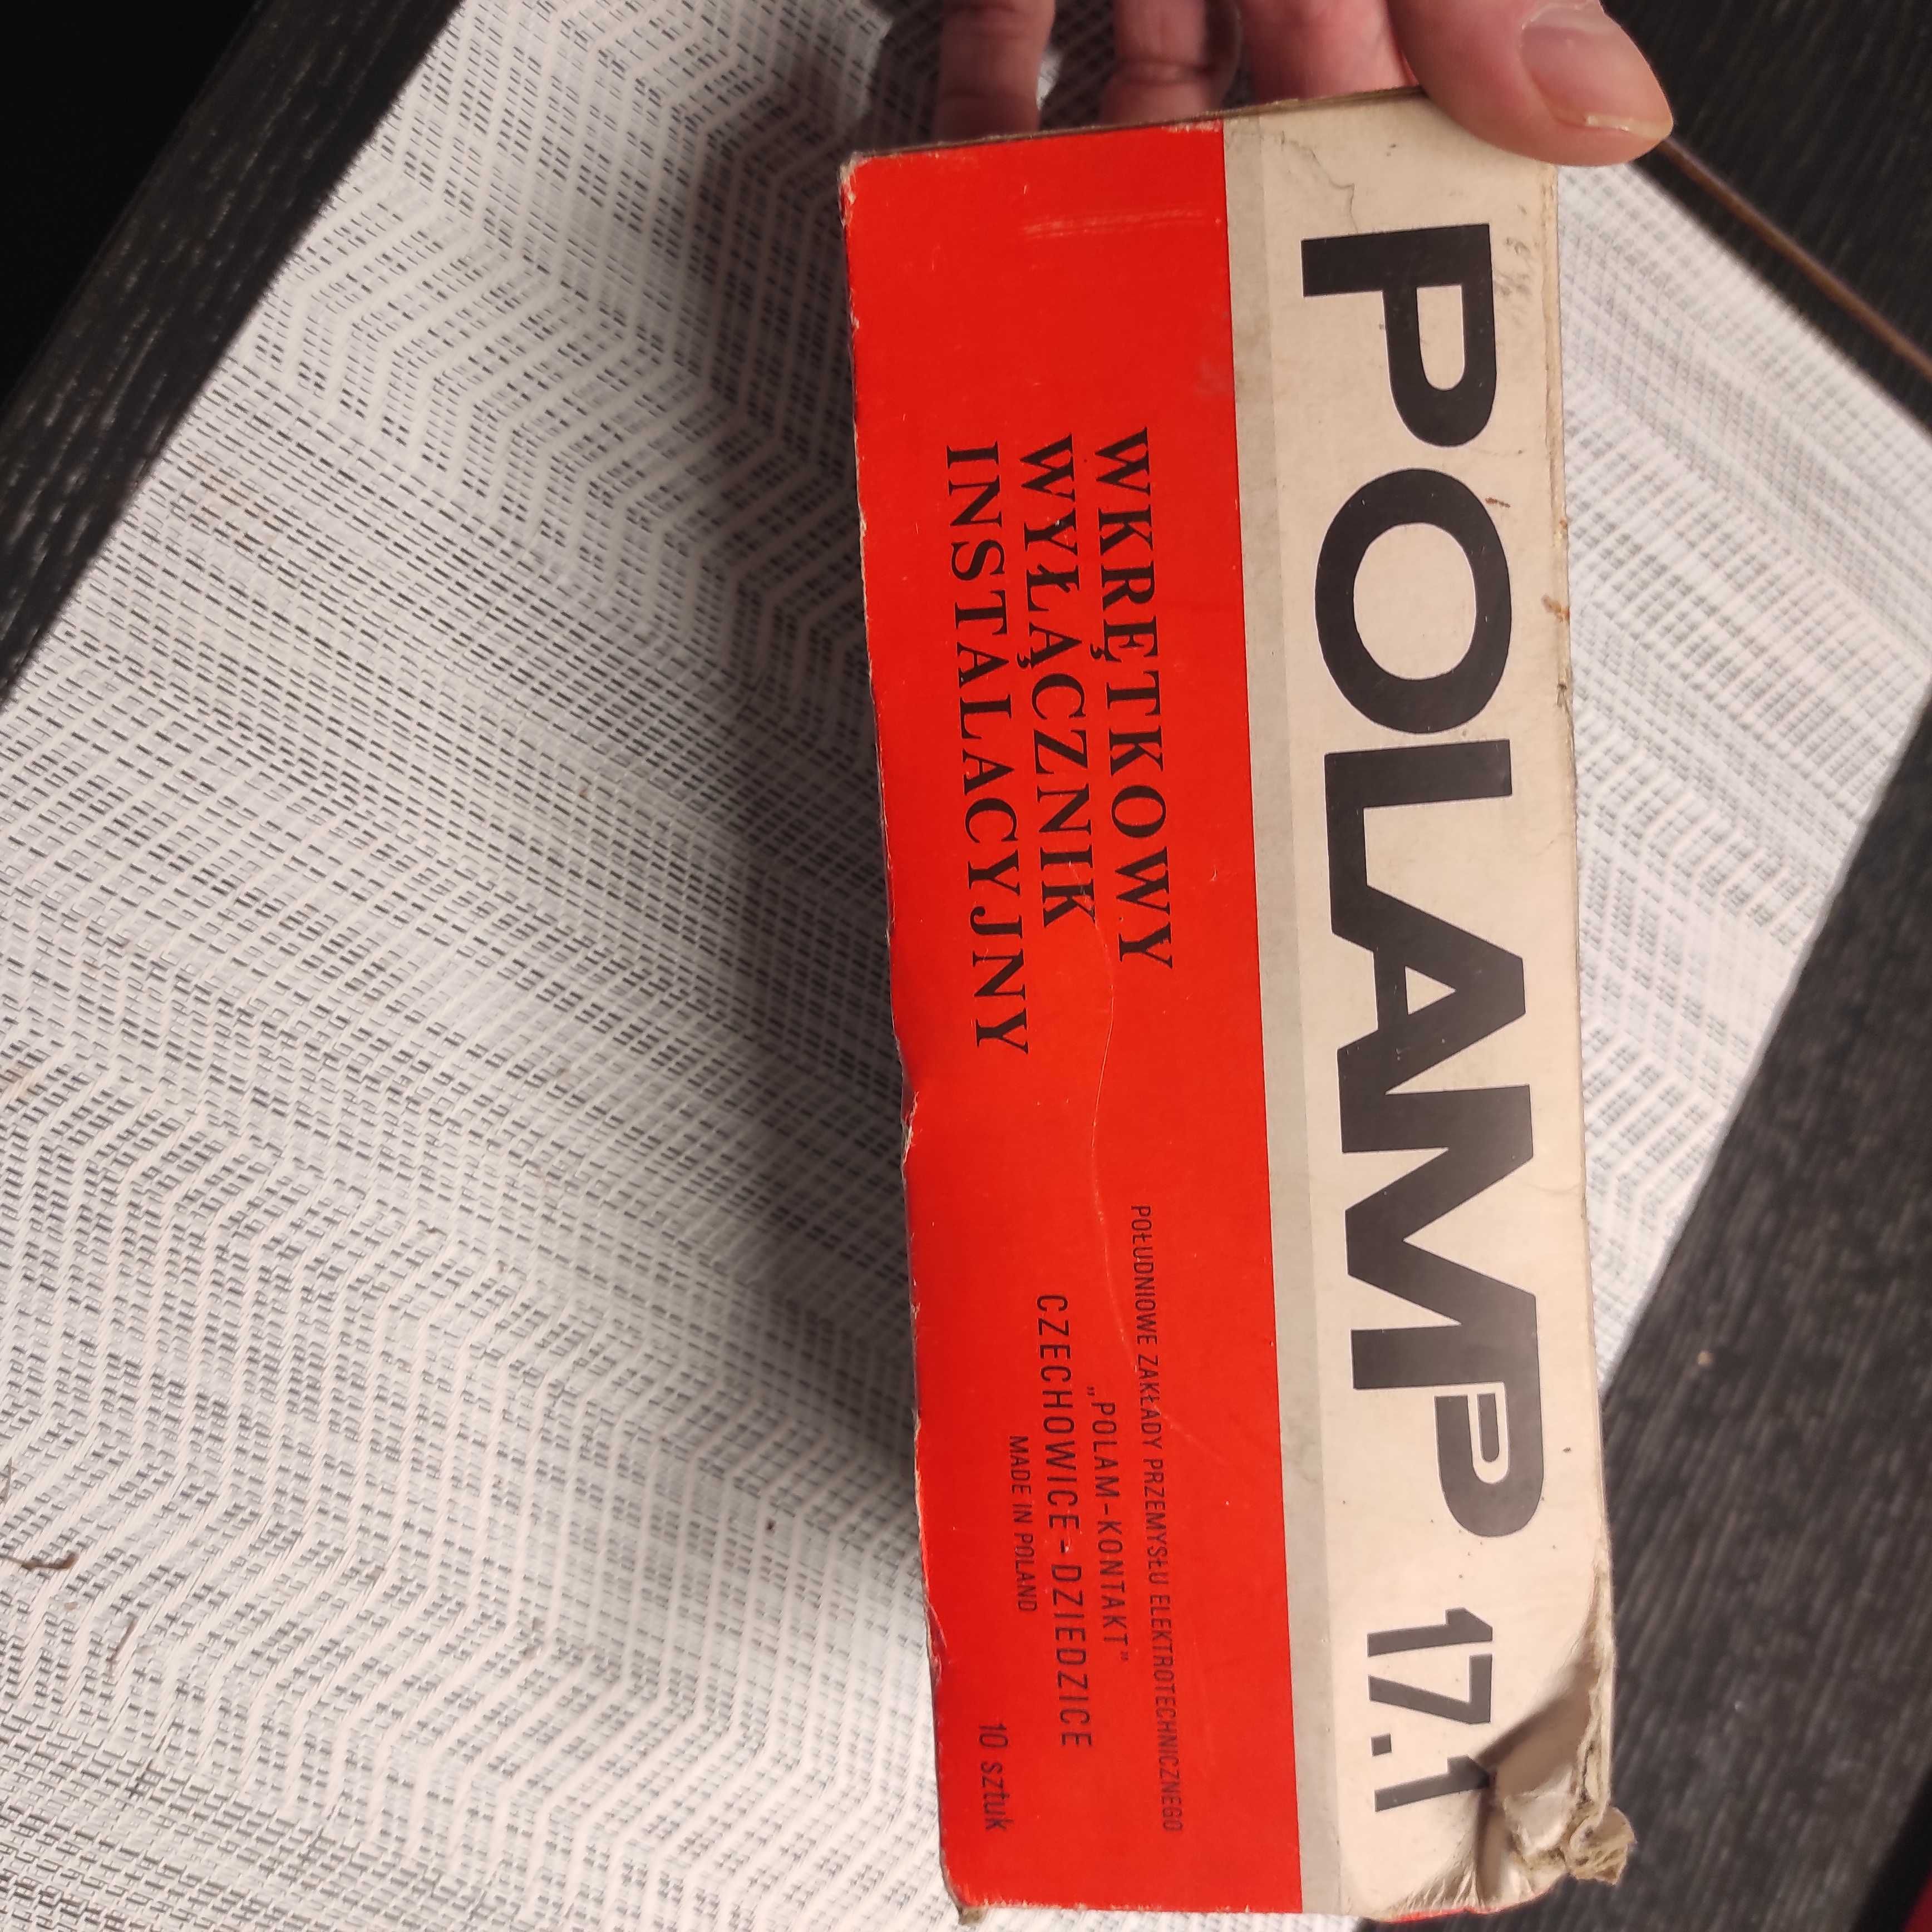 POLAMP 17.1
WKRĘTKOWY
WYŁĄCZNIK
INSTALACYJNY
POŁUDNIOWE ZAKŁADY PRZEMYSŁU ELEKTROTECHNICZNEGO
„POLAM-KONTAKT”
CZECHOWICE-DZIEDZICE
MADE IN POLAND
10 sztuk